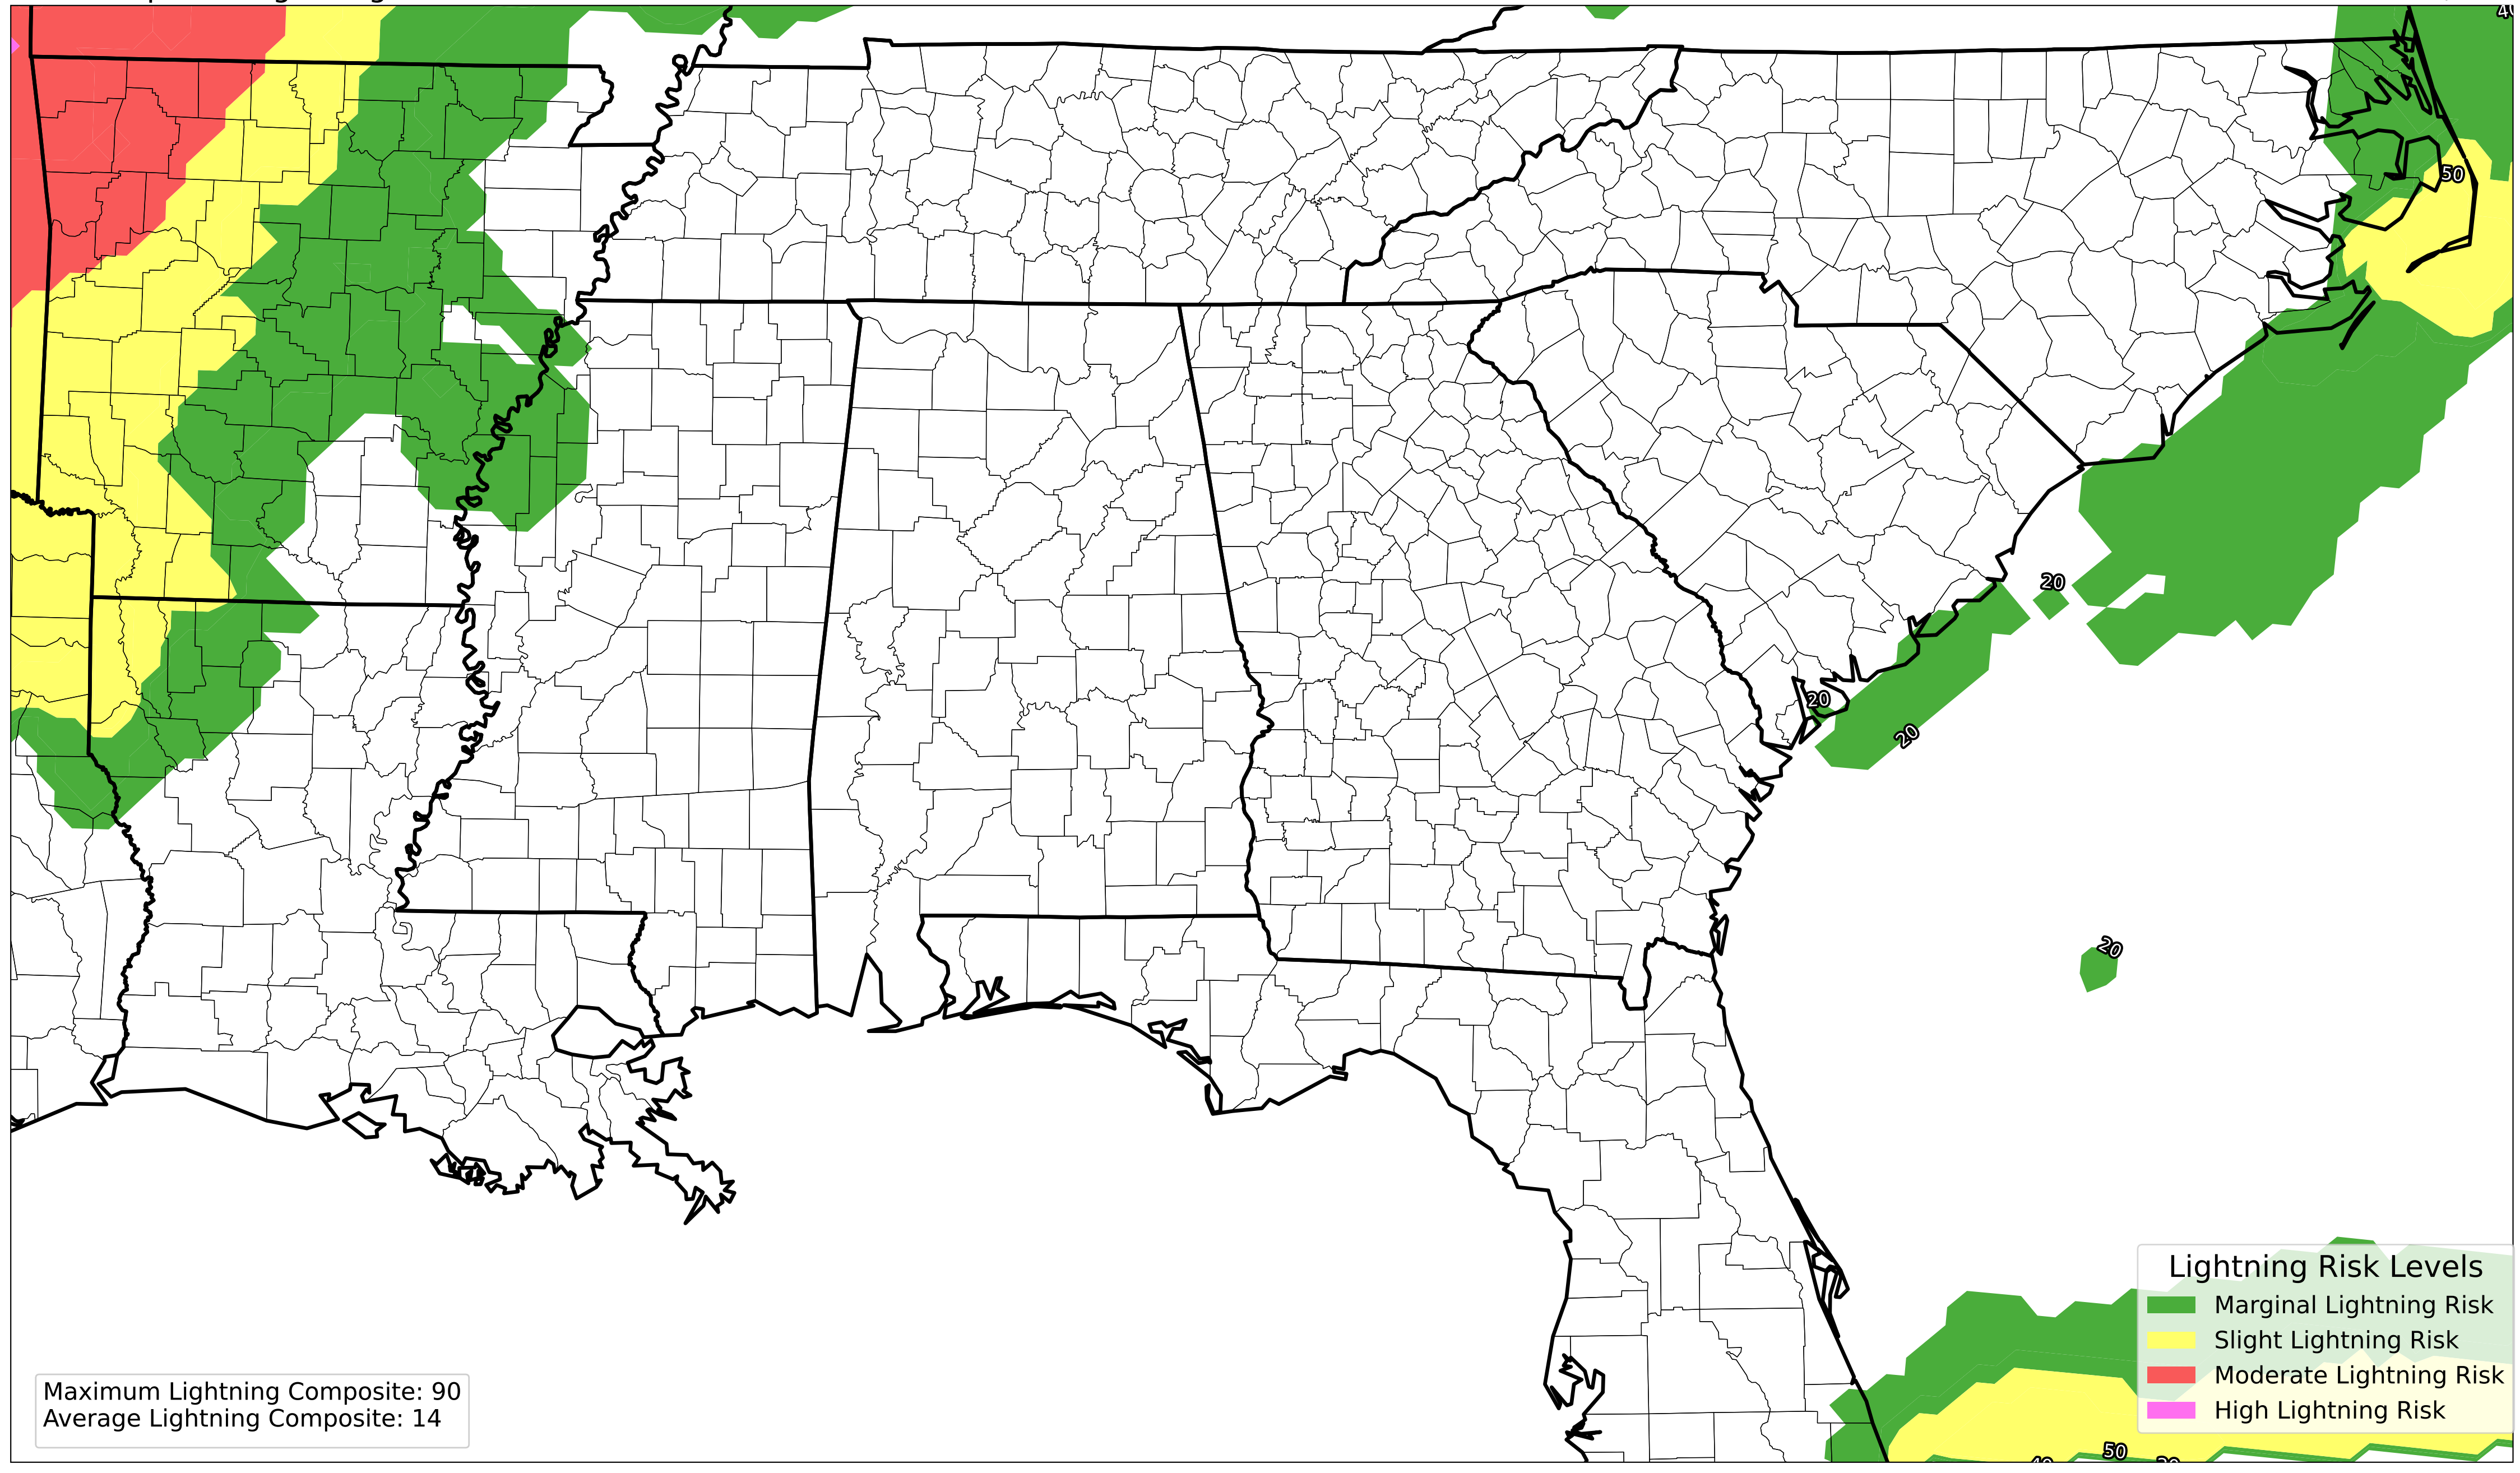 50
20
20
20
20
Lightning Risk Levels
Marginal Lightning Risk
Slight Lightning Risk
Moderate Lightning Risk
High Lightning Risk
Maximum Lightning Composite: 90
Average Lightning Composite: 14
50